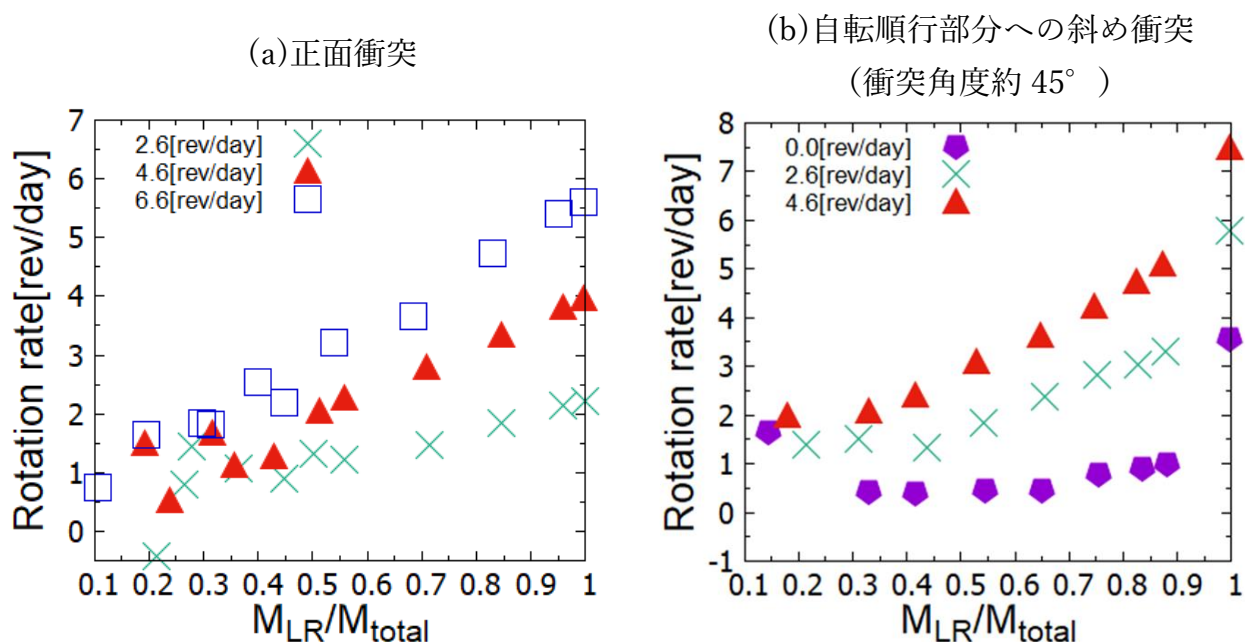 (a)正面衝突
7
6
5
4
3
2
1
0
Rotation rate[rev/day]
2.6[rev/day]
4.6[rev/day]
6.6[rev/day]
0.1 0.2 0.3 0.4 0.5 0.6 0.7 0.8 0.9 1
M_LR/M_total
(b)自転順行部分への斜め衝突
(衝突角度約 45° )
8
7
6
5
4
3
2
1
0
-1
Rotation rate[rev/day]
0.0[rev/day]
2.6[rev/day]
4.6[rev/day]
0.1 0.2 0.3 0.4 0.5 0.6 0.7 0.8 0.9 1
M_LR/M_total